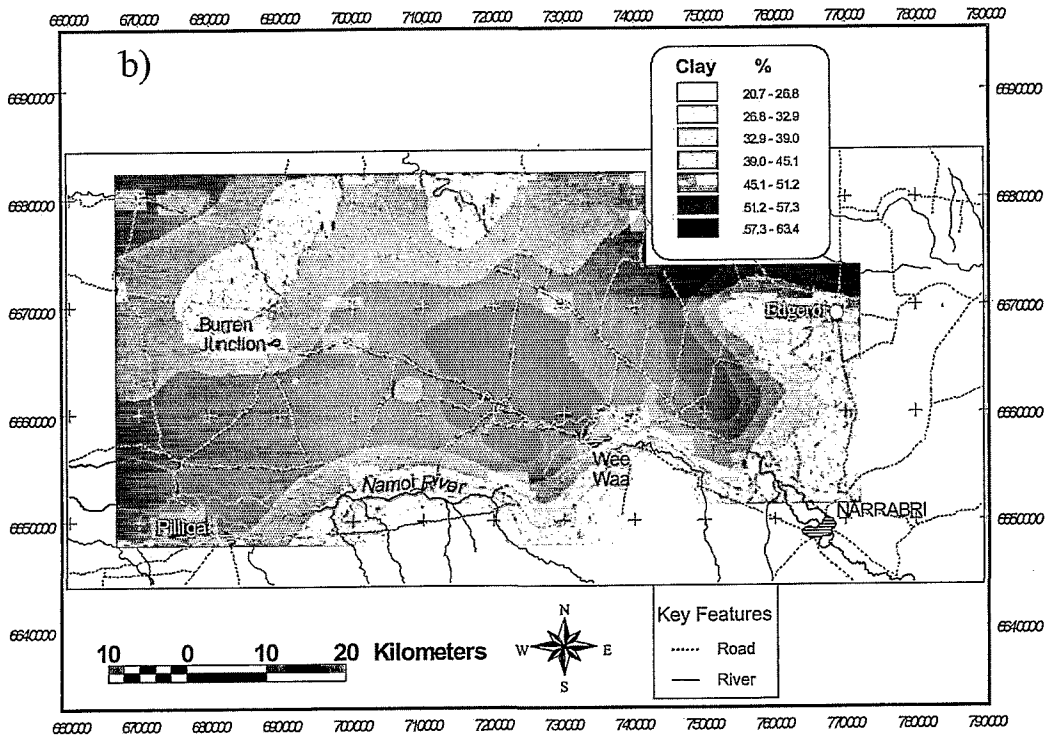 660000 670000 680000 690000 700000 710000 720000 730000 740000 750000 760000 770000 780000 790000
b)
Clay %
20.7 - 26.8
26.8 - 32.9
32.9 - 39.0
39.0 - 45.1
45.1 - 51.2
51.2 - 57.3
57.3 - 63.4
6690000 6690000
6680000 6680000
6670000 6670000
Edgeroi
Burren
Junction
6660000 6660000
Wee
Waa
Namoi River
NARRABRI
6650000 6650000
Pilliga
Key Features
Road
River
6640000 6640000
N
W E
S
10 0 10 20 Kilometers
660000 670000 680000 690000 700000 710000 720000 730000 740000 750000 760000 770000 780000 790000